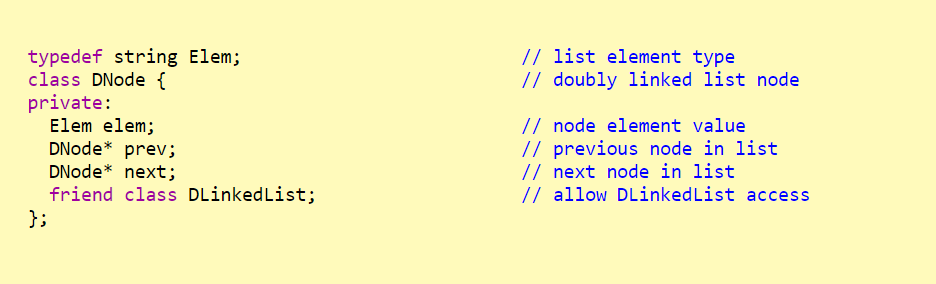 typedef string Elem; // list element type
class DNode { // doubly linked list node
private:
  Elem elem; // node element value
  DNode* prev; // previous node in list
  DNode* next; // next node in list
  friend class DLinkedList; // allow DLinkedList access
};